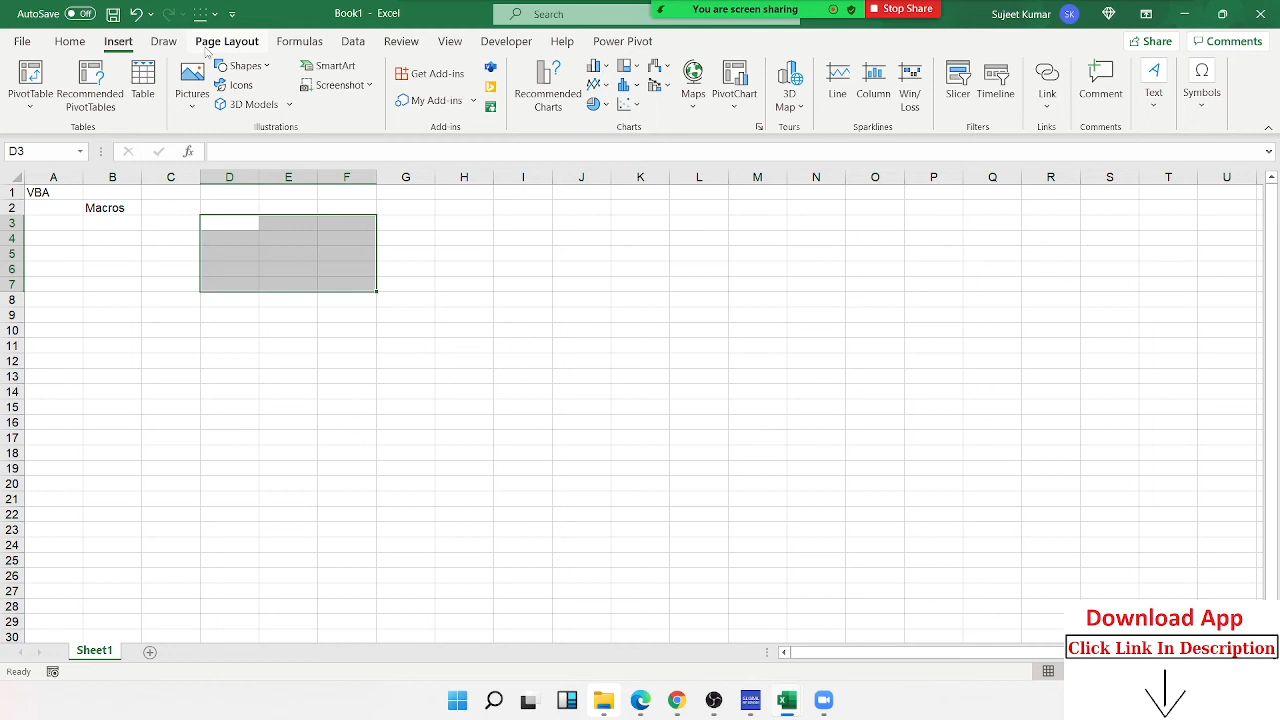 AutoSave Off Book1 - Excel Search You are screen sharing Stop Share Sujeet Kumar SK
File Home Insert Draw Page Layout Formulas Data Review View Developer Help Power Pivot Share Comments
PivotTable Recommended PivotTables Table Pictures Shapes Icons 3D Models SmartArt Screenshot Get Add-ins My Add-ins Recommended Charts Maps PivotChart 3D Map Line Column Win/Loss Slicer Timeline Link Comment Text Symbols
Tables Illustrations Add-ins Charts Tours Sparklines Filters Links Comments
D3 fx
A B C D E F G H I J K L M N O P Q R S T U
1 VBA
2 Macros
3
4
5
6
7
8
9
10
11
12
13
14
15
16
17
18
19
20
21
22
23
24
25
26
27
28
29
30
Download App
Click Link In Description
Sheet1
Ready